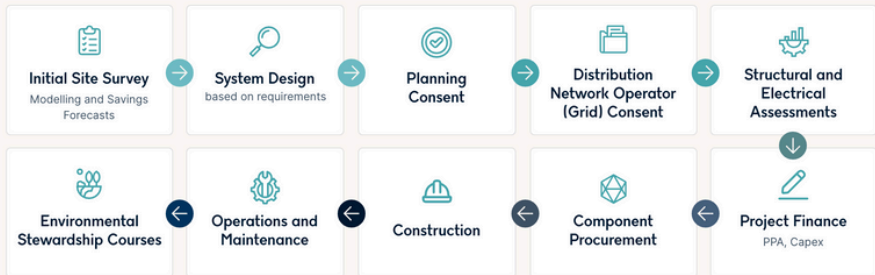 Initial Site Survey
Modelling and Savings
Forecasts
System Design
based on requirements
Planning
Consent
Distribution
Network Operator
(Grid) Consent
Structural and
Electrical
Assessments
Project Finance
PPA, Capex
Component
Procurement
Construction
Operations and
Maintenance
Environmental
Stewardship Courses